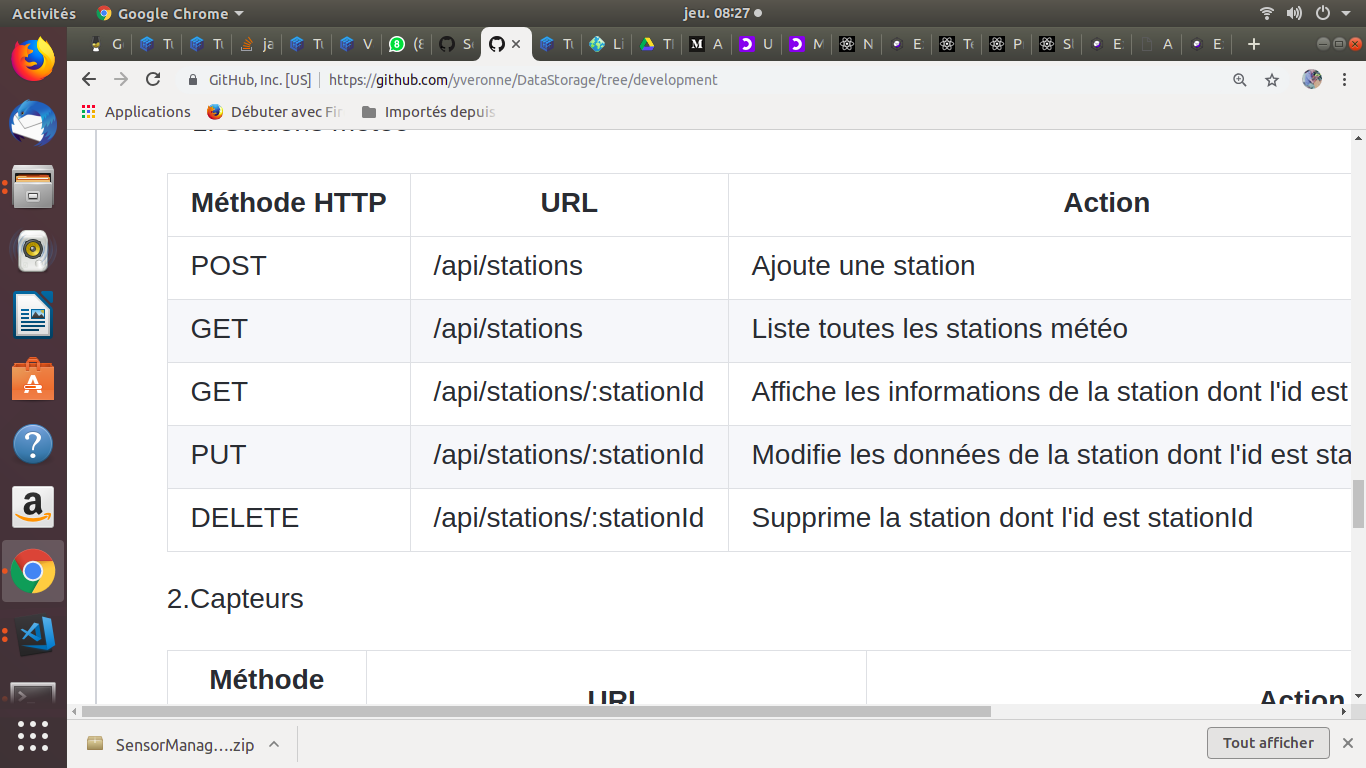 Activités Google Chrome jeu. 08:27
G Tu Tu ja Tu V (8 Se Tu Li Tl A U M N E Te P SI E A E
GitHub, Inc. [US] https://github.com/yveronne/DataStorage/tree/development
Applications Débuter avec Fir Importés depuis
1. Stations météo
Méthode HTTP URL Action
POST /api/stations Ajoute une station
GET /api/stations Liste toutes les stations météo
GET /api/stations/:stationId Affiche les informations de la station dont l'id est
PUT /api/stations/:stationId Modifie les données de la station dont l'id est sta
DELETE /api/stations/:stationId Supprime la station dont l'id est stationId
2.Capteurs
Méthode
URL Action
SensorManag….zip Tout afficher